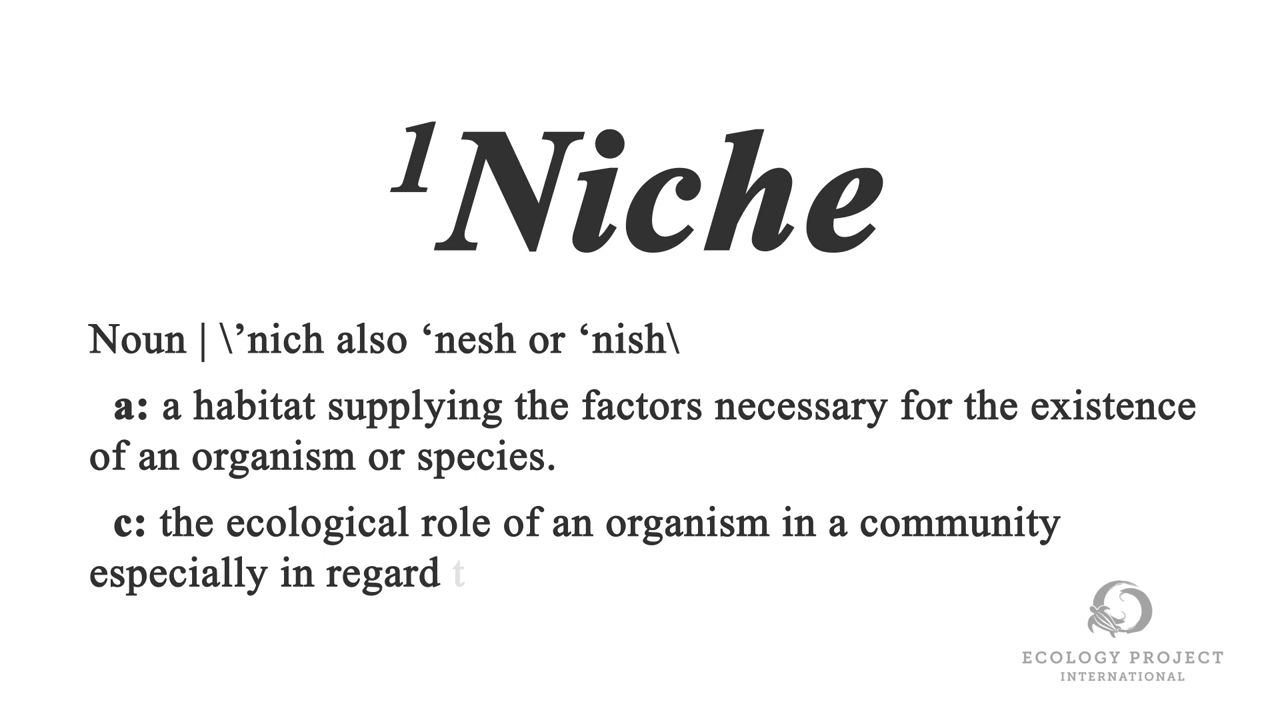 ¹Niche
Noun | \’nich also ‘nesh or ‘nish\
a: a habitat supplying the factors necessary for the existence
of an organism or species.
c: the ecological role of an organism in a community
especially in regard t
ECOLOGY PROJECT
INTERNATIONAL